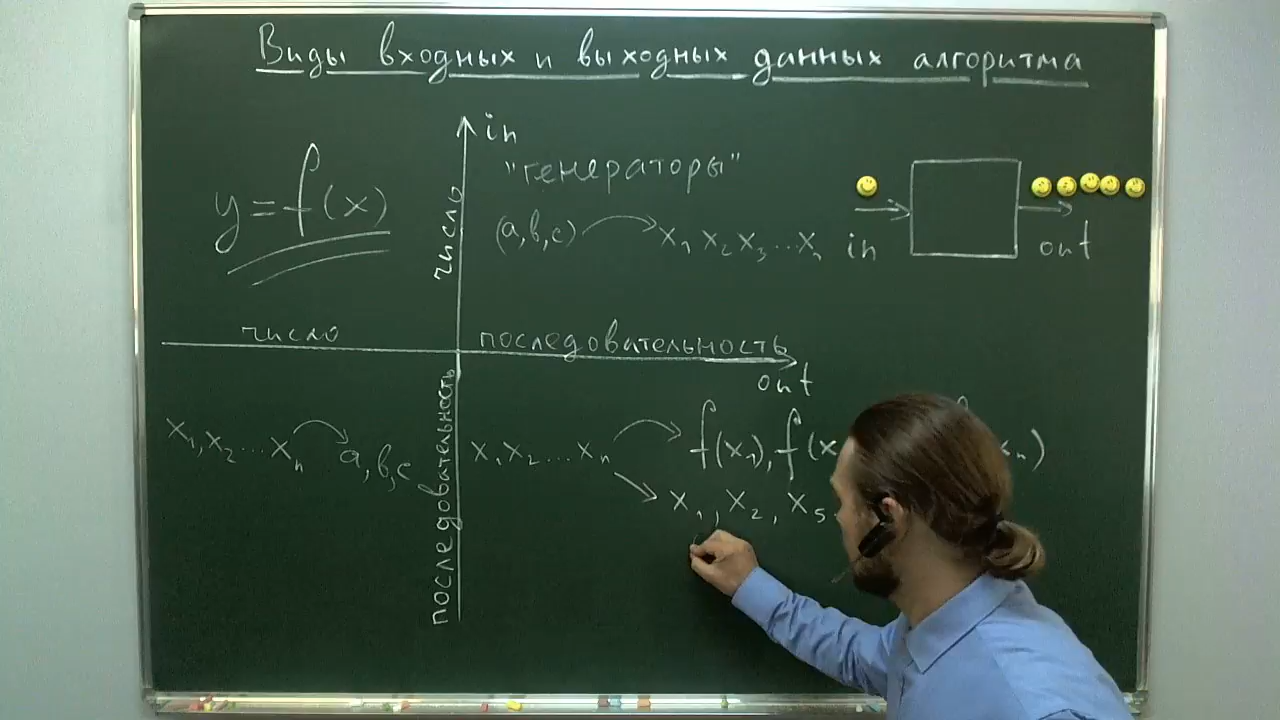 Виды входных и выходных данных алгоритма
in
"генераторы"
y = f(x)
число
(a,b,c) x₁ x₂ x₃ ... xₙ
in
out
число
последовательность
out
последовательность
x₁, x₂ ... xₙ a, b, c
x₁ x₂ ... xₙ f(x₁), f(x xₙ)
x₁, x₂, x₅